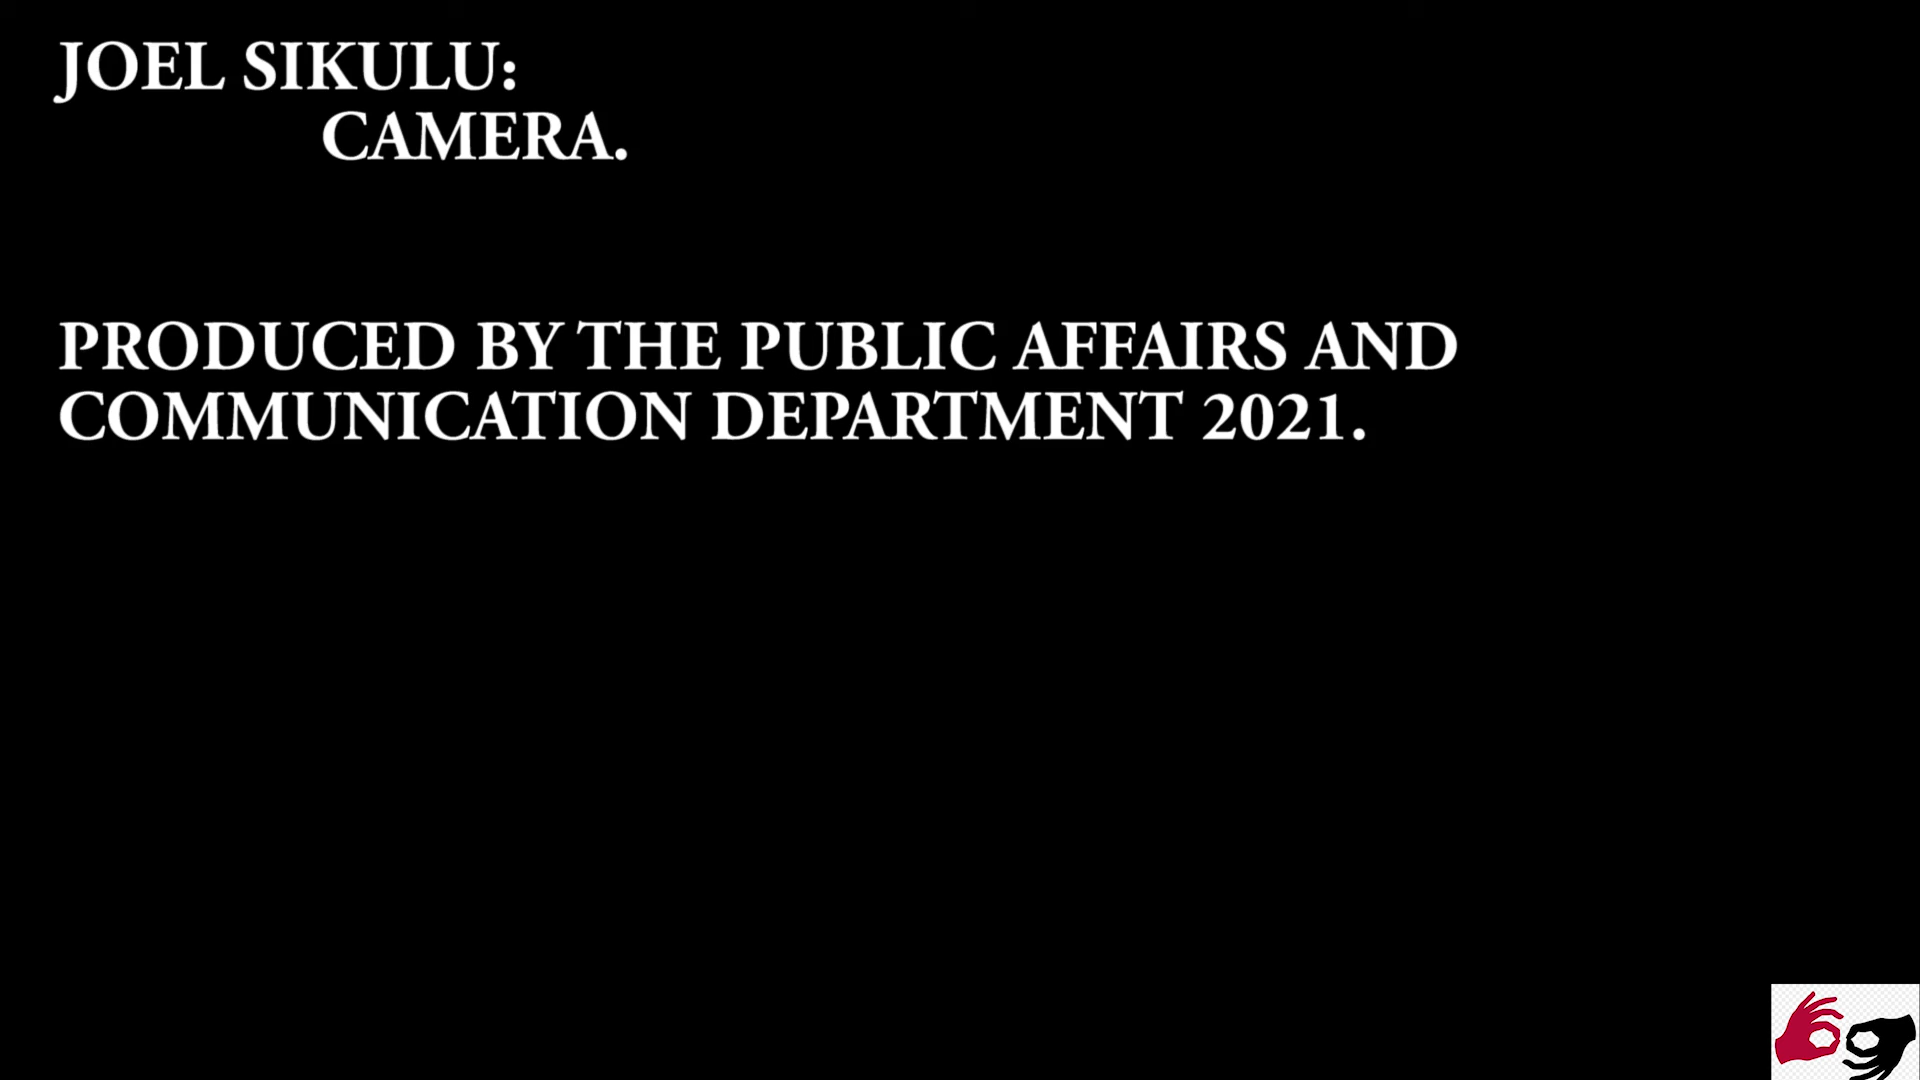 JOEL SIKULU:
CAMERA.
PRODUCED BY THE PUBLIC AFFAIRS AND
COMMUNICATION DEPARTMENT 2021.